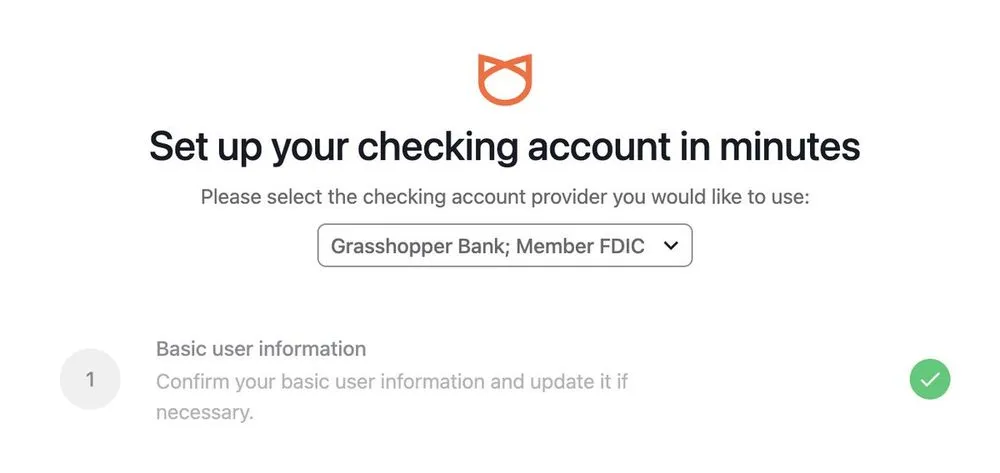 Set up your checking account in minutes
Please select the checking account provider you would like to use:
Grasshopper Bank; Member FDIC
1
Basic user information
Confirm your basic user information and update it if
necessary.